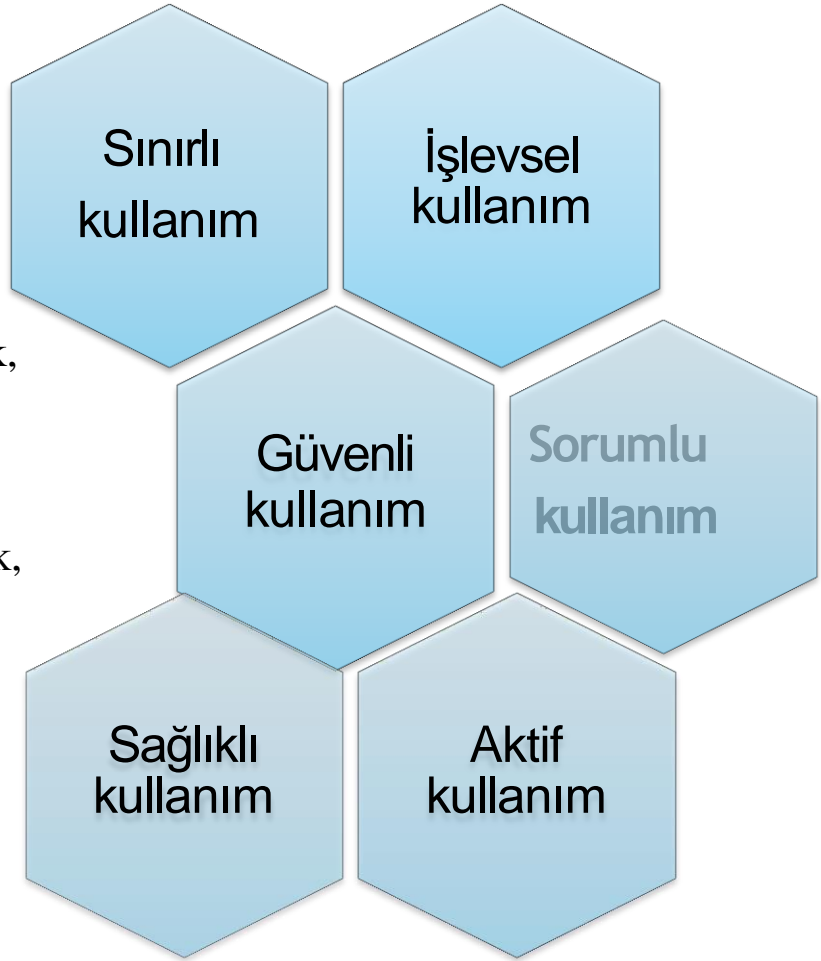 Sınırlı
kullanım
İşlevsel
kullanım
Güvenli
kullanım
Sorumlu
kullanım
Sağlıklı
kullanım
Aktif
kullanım